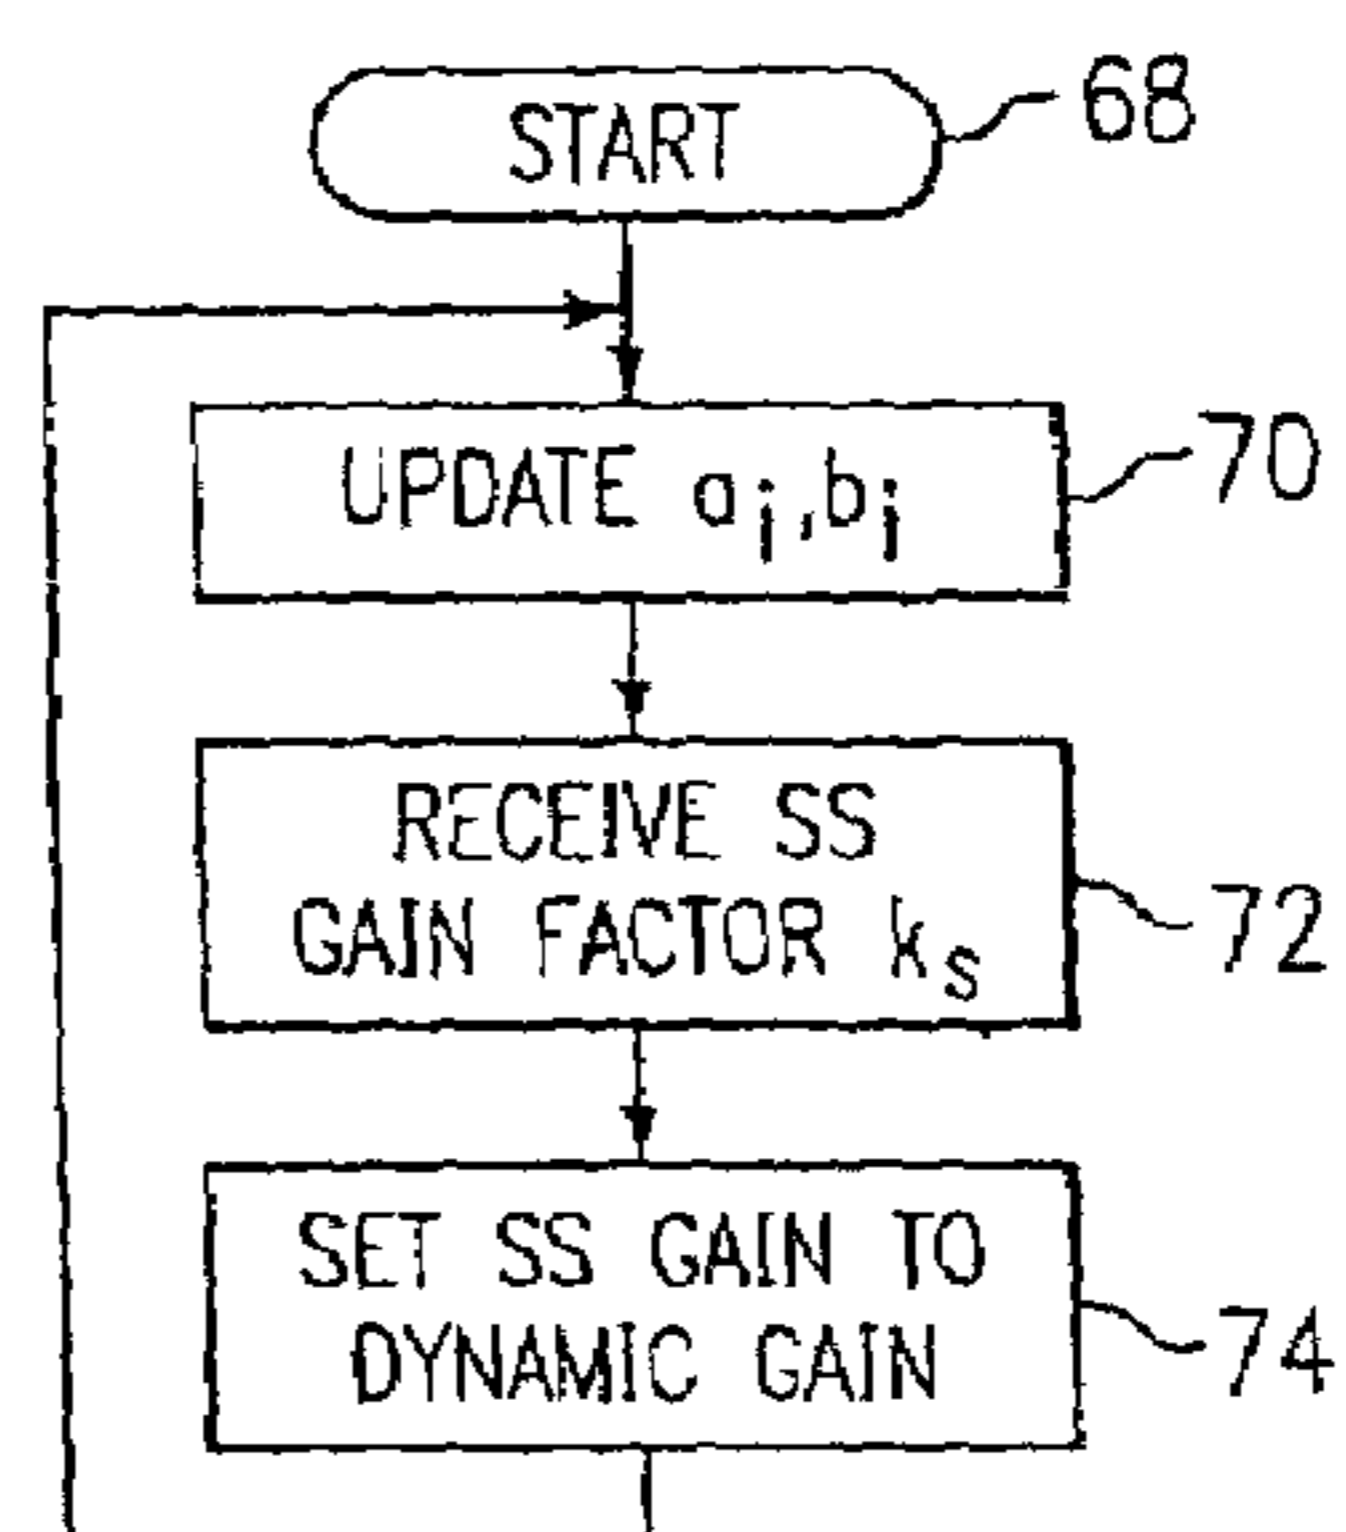 START
68
UPDATE ai,bi
70
RECEIVE SS
GAIN FACTOR ks
72
SET SS GAIN TO
DYNAMIC GAIN
74